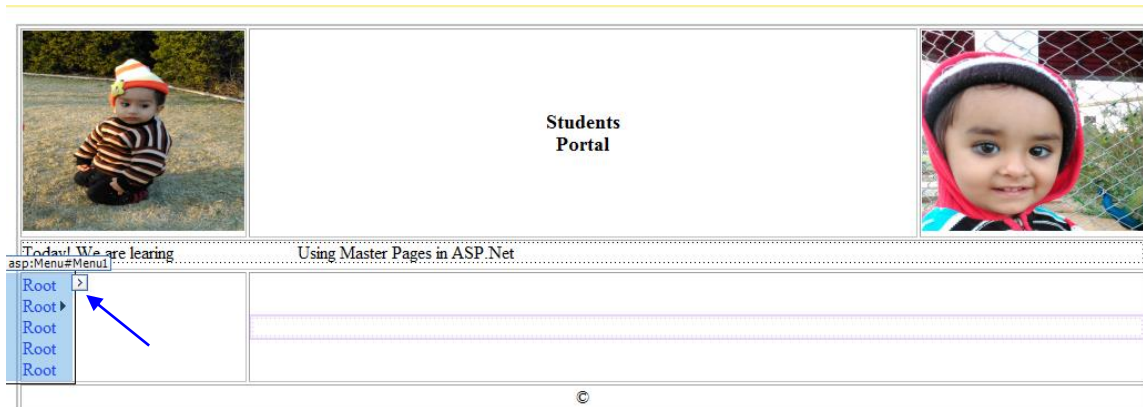 Students
Portal
Today! We are learing Using Master Pages in ASP.Net
asp:Menu#Menu1
Root
Root
Root
Root
Root
©